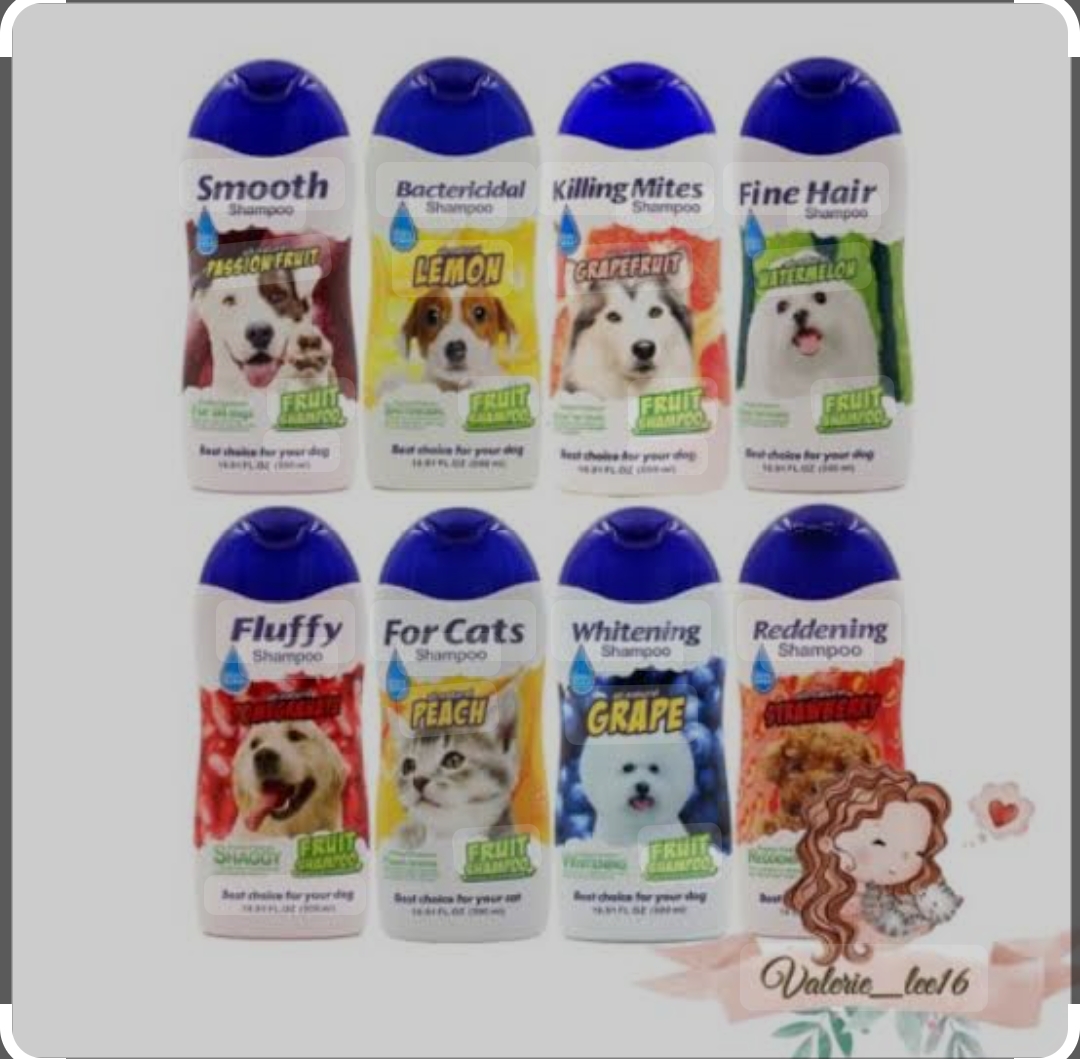 Smooth
Shampoo
PASSION FRUIT
FRUIT
SHAMPOO
Best choice for your dog
Bactericidal
Shampoo
LEMON
FRUIT
SHAMPOO
Best choice for your dog
Killing Mites
Shampoo
GRAPEFRUIT
FRUIT
SHAMPOO
Best choice for your dog
Fine Hair
Shampoo
WATERMELON
FRUIT
SHAMPOO
Best choice for your dog
Fluffy
Shampoo
POMEGRANATE
SHAGGY
FRUIT
SHAMPOO
Best choice for your dog
For Cats
Shampoo
PEACH
FRUIT
SHAMPOO
Best choice for your cat
Whitening
Shampoo
GRAPE
WHITENING
FRUIT
SHAMPOO
Best choice for your dog
Reddening
Shampoo
STRAWBERRY
Valerie_lee16